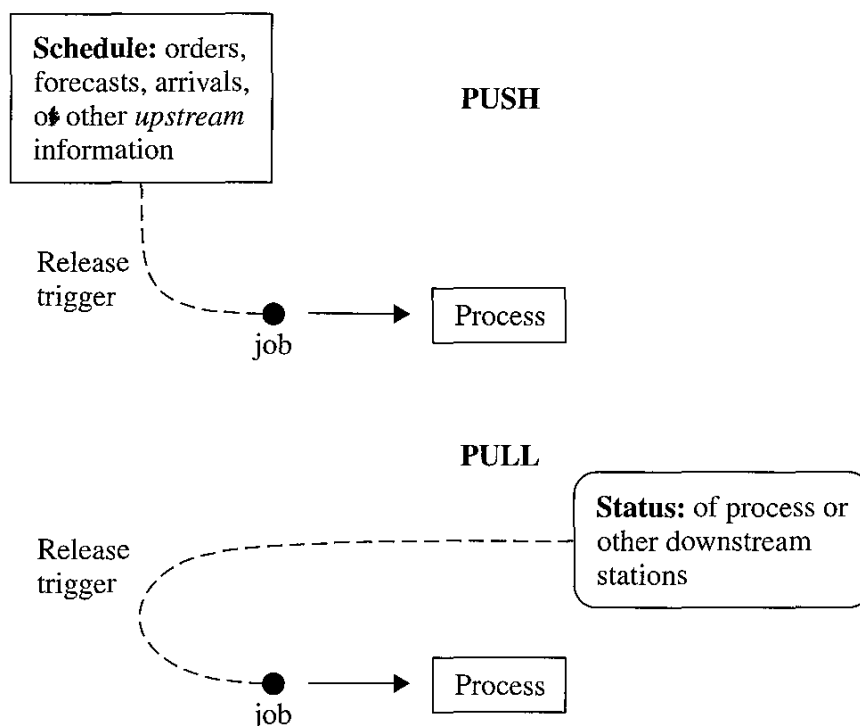 Schedule: orders,
forecasts, arrivals,
or other upstream
information
PUSH
Release
trigger
job
Process
PULL
Status: of process or
other downstream
stations
Release
trigger
job
Process